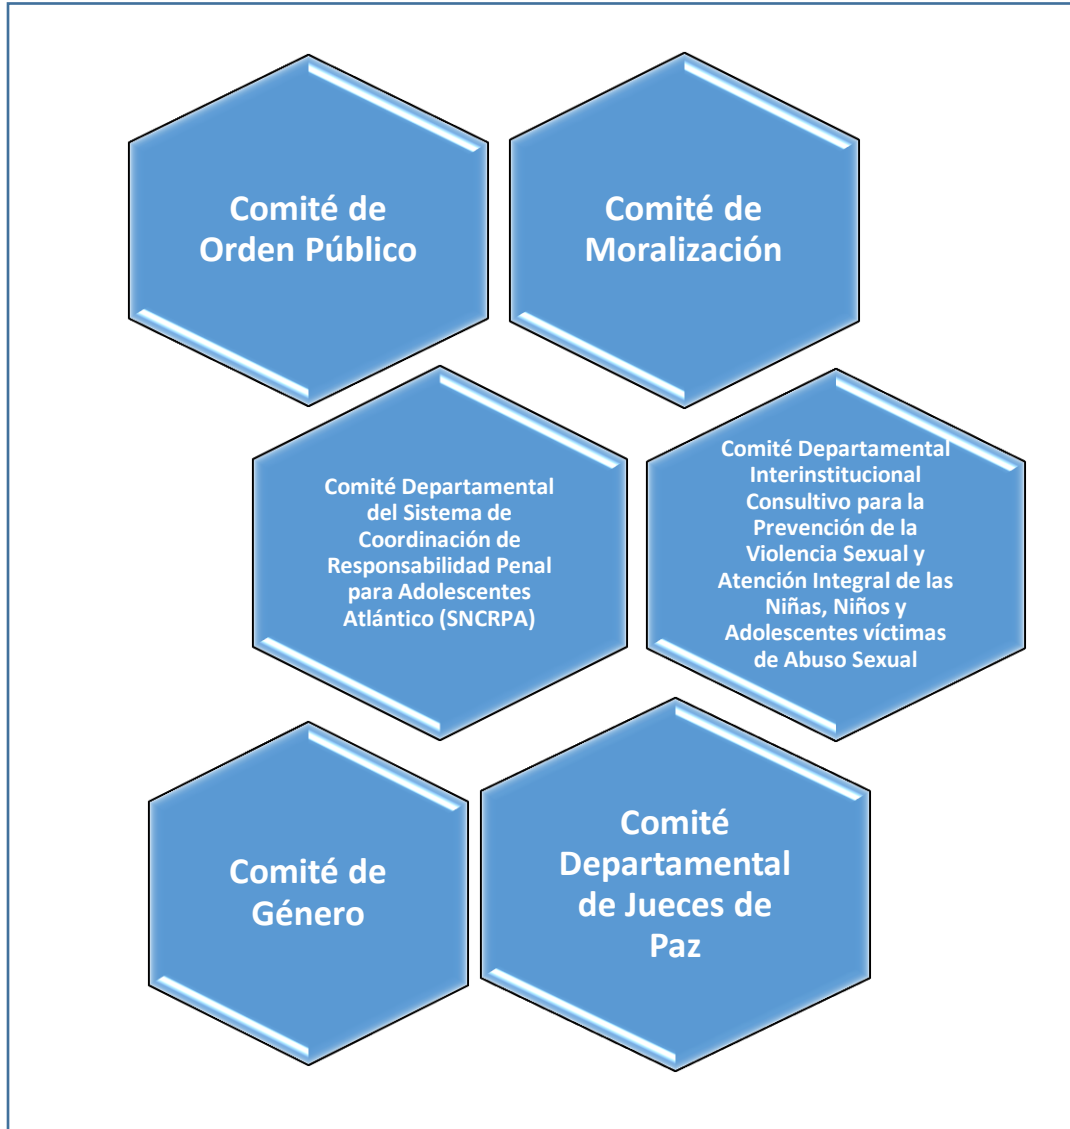 Comité de
Orden Público
Comité de
Moralización
Comité Departamental
del Sistema de
Coordinación de
Responsabilidad Penal
para Adolescentes
Atlántico (SNCRPA)
Comité Departamental
Interinstitucional
Consultivo para la
Prevención de la
Violencia Sexual y
Atención Integral de las
Niñas, Niños y
Adolescentes víctimas
de Abuso Sexual
Comité de
Género
Comité
Departamental
de Jueces de
Paz